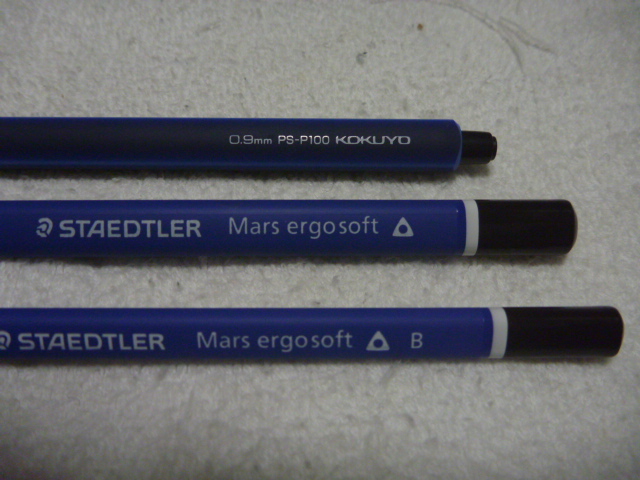 0.9mm PS-P100 KOKUYO
STAEDTLER Mars ergosoft
STAEDTLER Mars ergosoft B